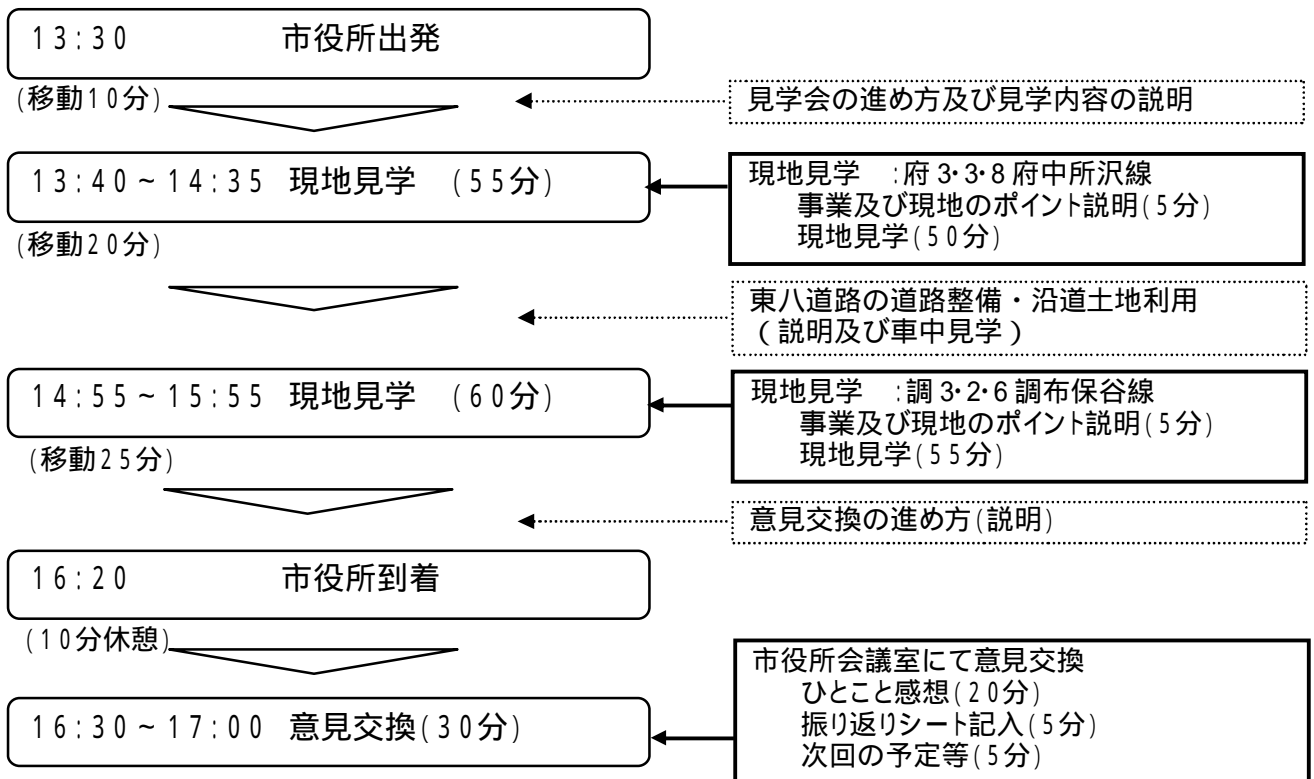 13:30 市役所出発
(移動10分)
見学会の進め方及び見学内容の説明
13:40~14:35 現地見学 (55分)
現地見学 :府3・3・8府中所沢線
事業及び現地のポイント説明(5分)
現地見学(50分)
(移動20分)
東八道路の道路整備・沿道土地利用
(説明及び車中見学)
14:55~15:55 現地見学 (60分)
現地見学 :調3・2・6調布保谷線
事業及び現地のポイント説明(5分)
現地見学(55分)
(移動25分)
意見交換の進め方(説明)
16:20 市役所到着
(10分休憩)
市役所会議室にて意見交換
ひとこと感想(20分)
振り返りシート記入(5分)
次回の予定等(5分)
16:30~17:00 意見交換(30分)